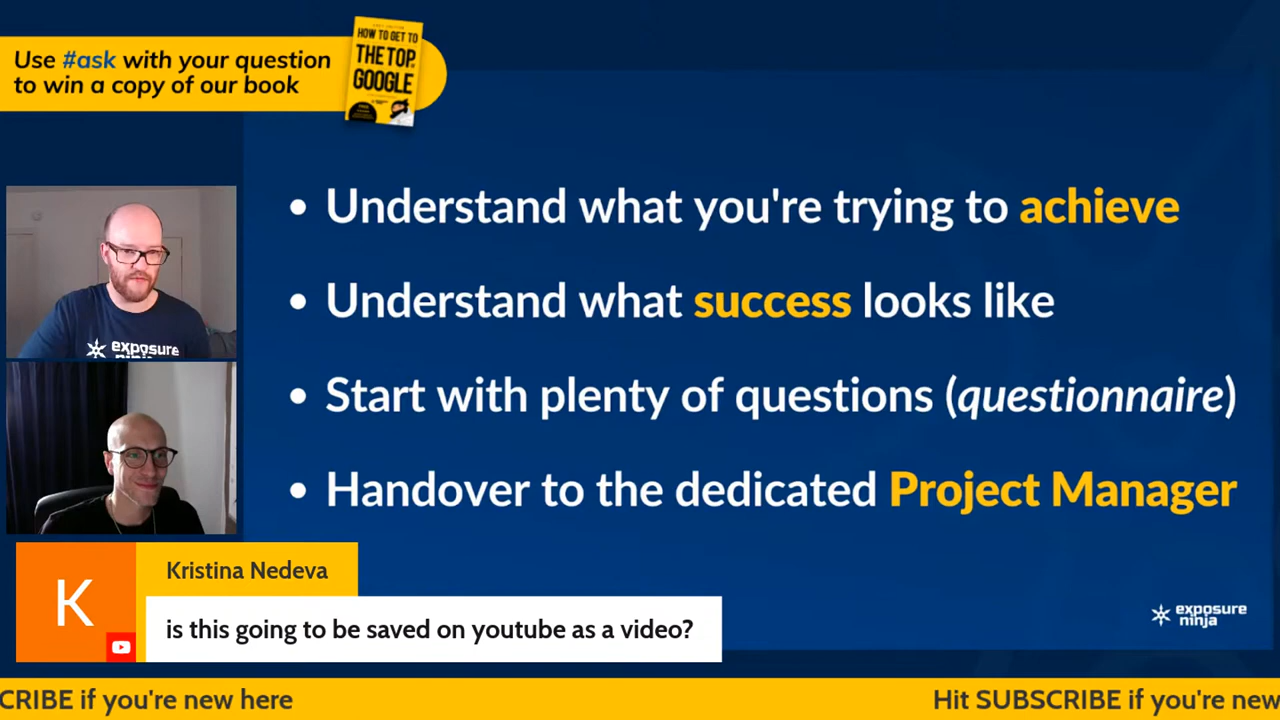 Use #ask with your question
to win a copy of our book
HOW TO GET TO
THE TOP
GOOGLE
• Understand what you're trying to achieve
• Understand what success looks like
• Start with plenty of questions (questionnaire)
• Handover to the dedicated Project Manager
exposure
ninja
K
Kristina Nedeva
is this going to be saved on youtube as a video?
exposure
ninja
CRIBE if you're new here
Hit SUBSCRIBE if you're new